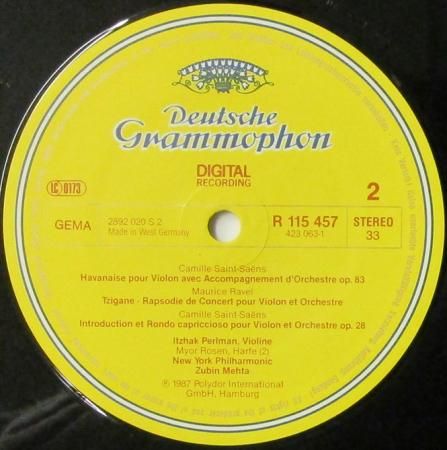 Deutsche
Grammophon
DIGITAL
RECORDING
LC 0173
2
GEMA
2892 020 S 2
Made in West Germany
R 115 457
423 063-1
STEREO
33
Camille Saint-Saëns
Havanaise pour Violon avec Accompagnement d'Orchestre op. 83
Maurice Ravel
Tzigane · Rapsodie de Concert pour Violon et Orchestre
Camille Saint-Saëns
Introduction et Rondo capriccioso pour Violon et Orchestre op. 28
Itzhak Perlman, Violine
Myor Rosen, Harfe (2)
New York Philharmonic
Zubin Mehta
℗ 1987 Polydor International
GmbH, Hamburg